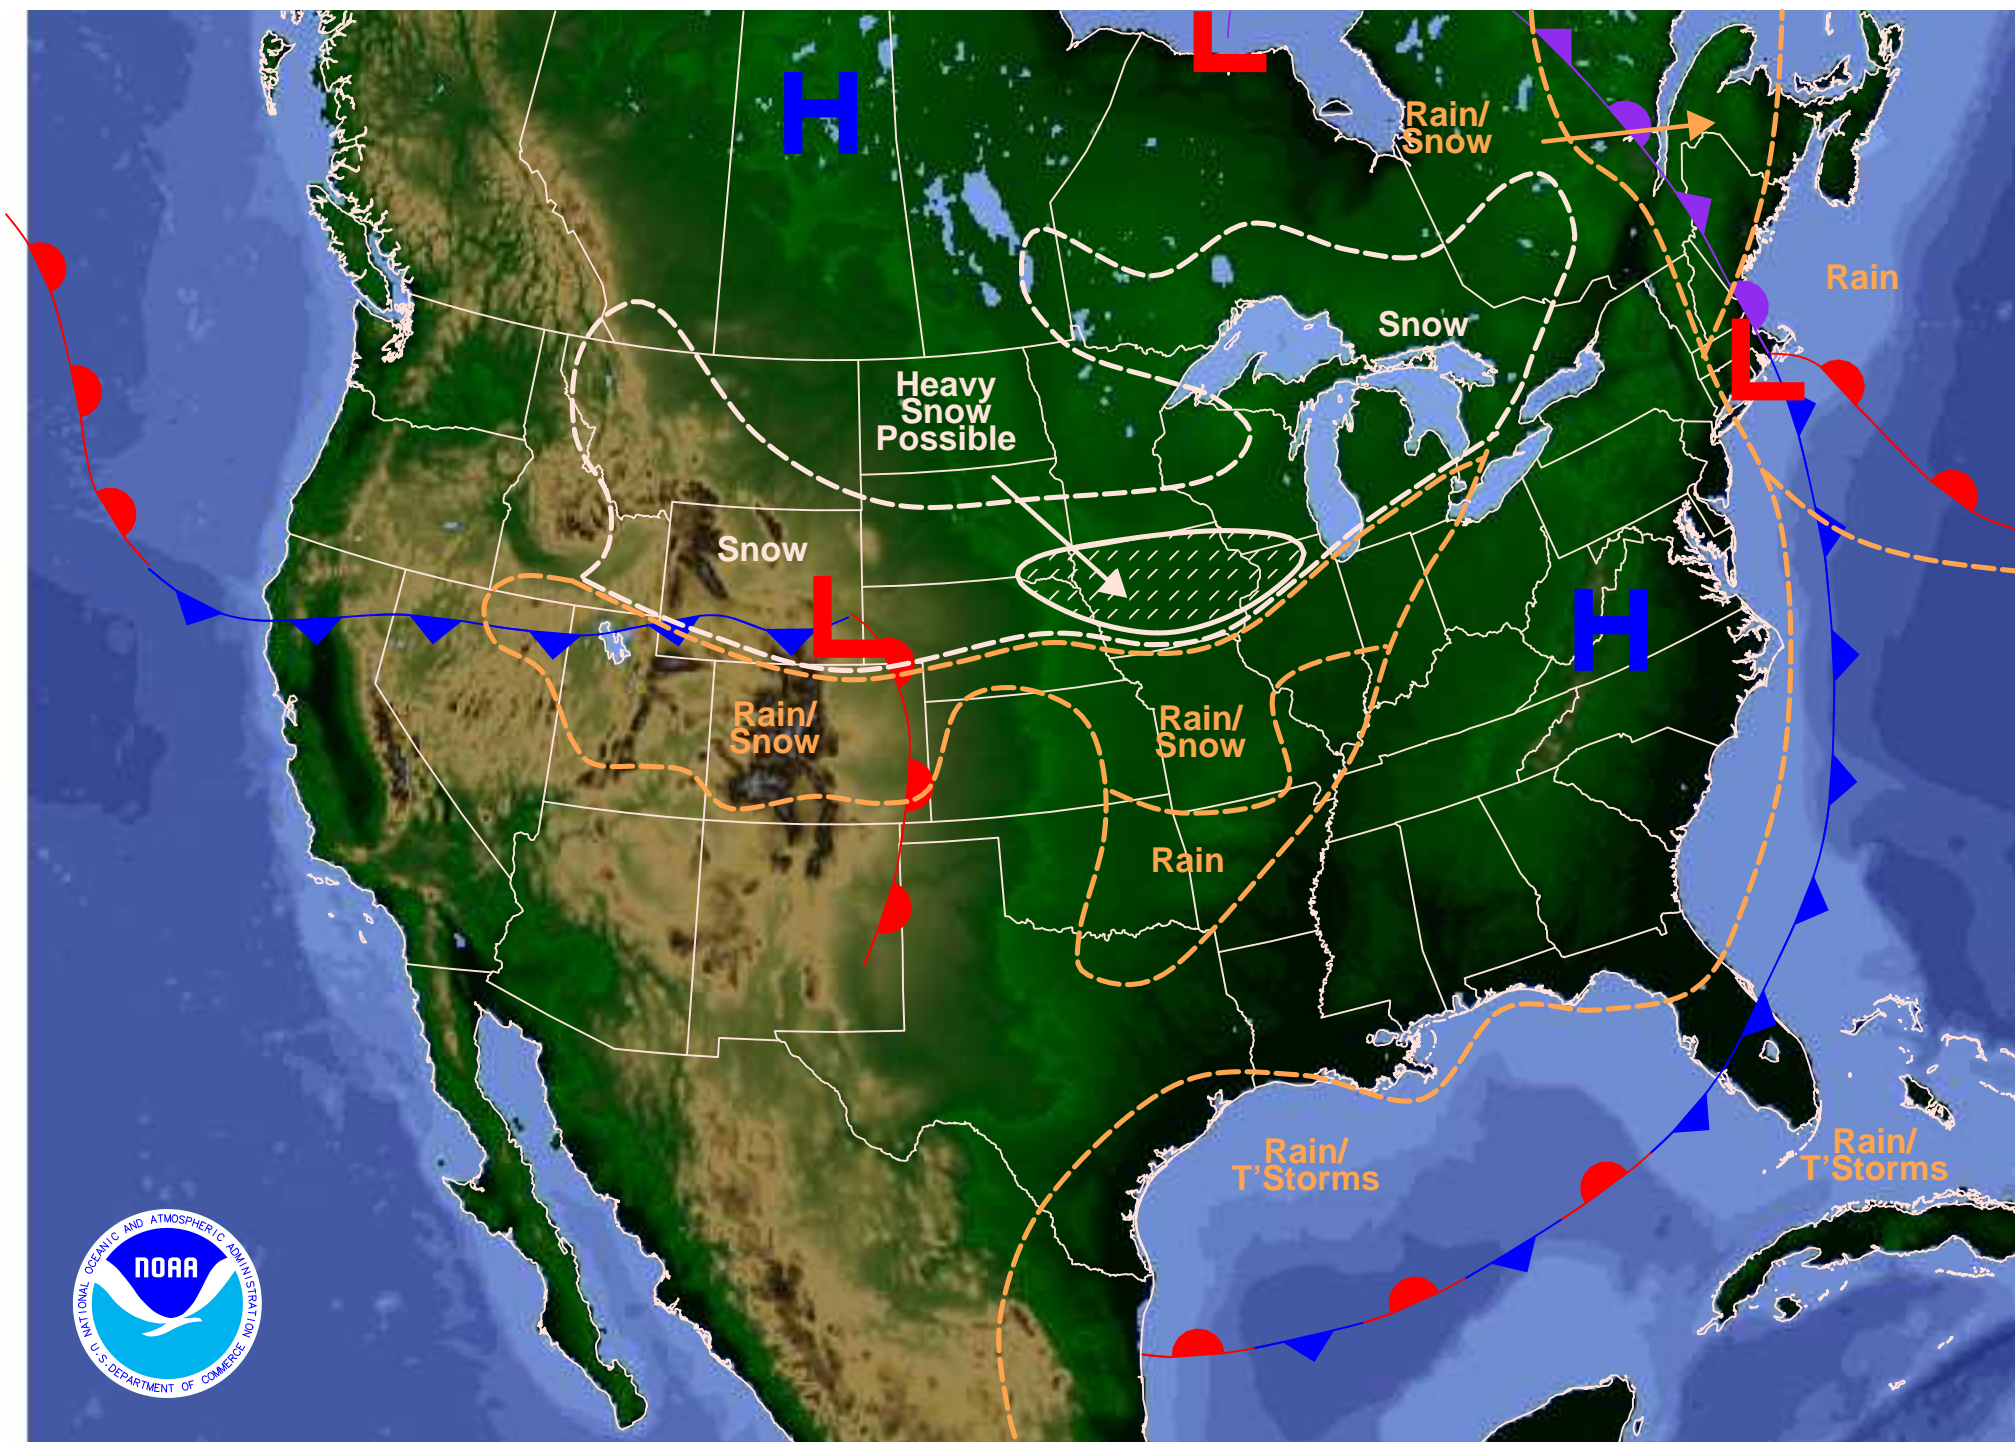 L
H
Rain/
Snow
Rain
Snow
L
Heavy
Snow
Possible
Snow
L
H
Rain/
Snow
Rain/
Snow
Rain
Rain/
T'Storms
Rain/
T'Storms
NATIONAL OCEANIC AND ATMOSPHERIC ADMINISTRATION
NOAA
U.S. DEPARTMENT OF COMMERCE